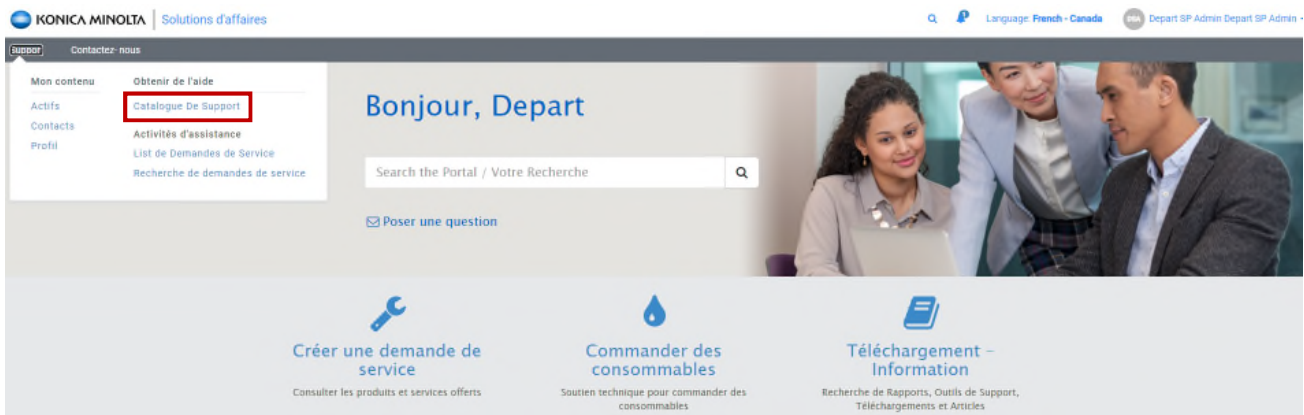 KONICA MINOLTA Solutions d'affaires
Language: French - Canada
DSA
Depart SP Admin Depart SP Admin
Suppor
Contactez- nous
Mon contenu
Actifs
Contacts
Profil
Obtenir de l'aide
Catalogue De Support
Activités d'assistance
List de Demandes de Service
Recherche de demandes de service
Bonjour, Depart
Search the Portal / Votre Recherche
Poser une question
Créer une demande de
service
Consulter les produits et services offerts
Commander des
consommables
Soutien technique pour commander des
consommables
Téléchargement –
Information
Recherche de Rapports, Outils de Support,
Téléchargements et Articles